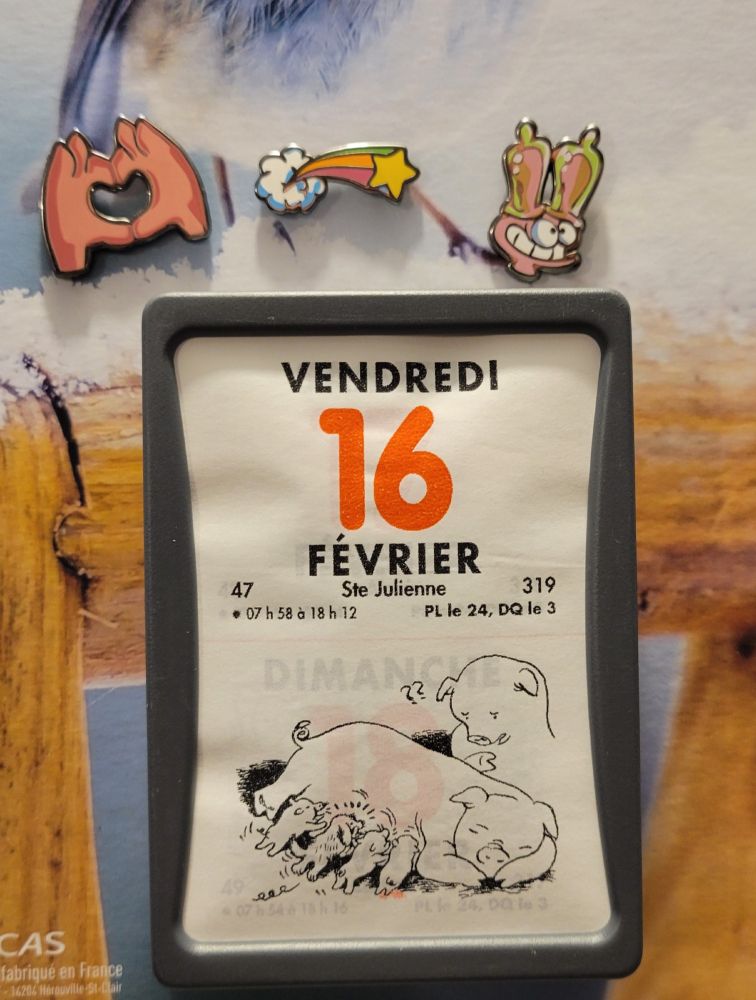 VENDREDI
16
FÉVRIER
47 Ste Julienne 319
07 h 58 à 18 h 12 PL le 24, DQ le 3
DIMANCHE
??
18
49
07 h 54 à 18 h 16 PL le 24, DQ le 3
CAS
fabriqué en France
- 14204 Hérouville-St-Clair